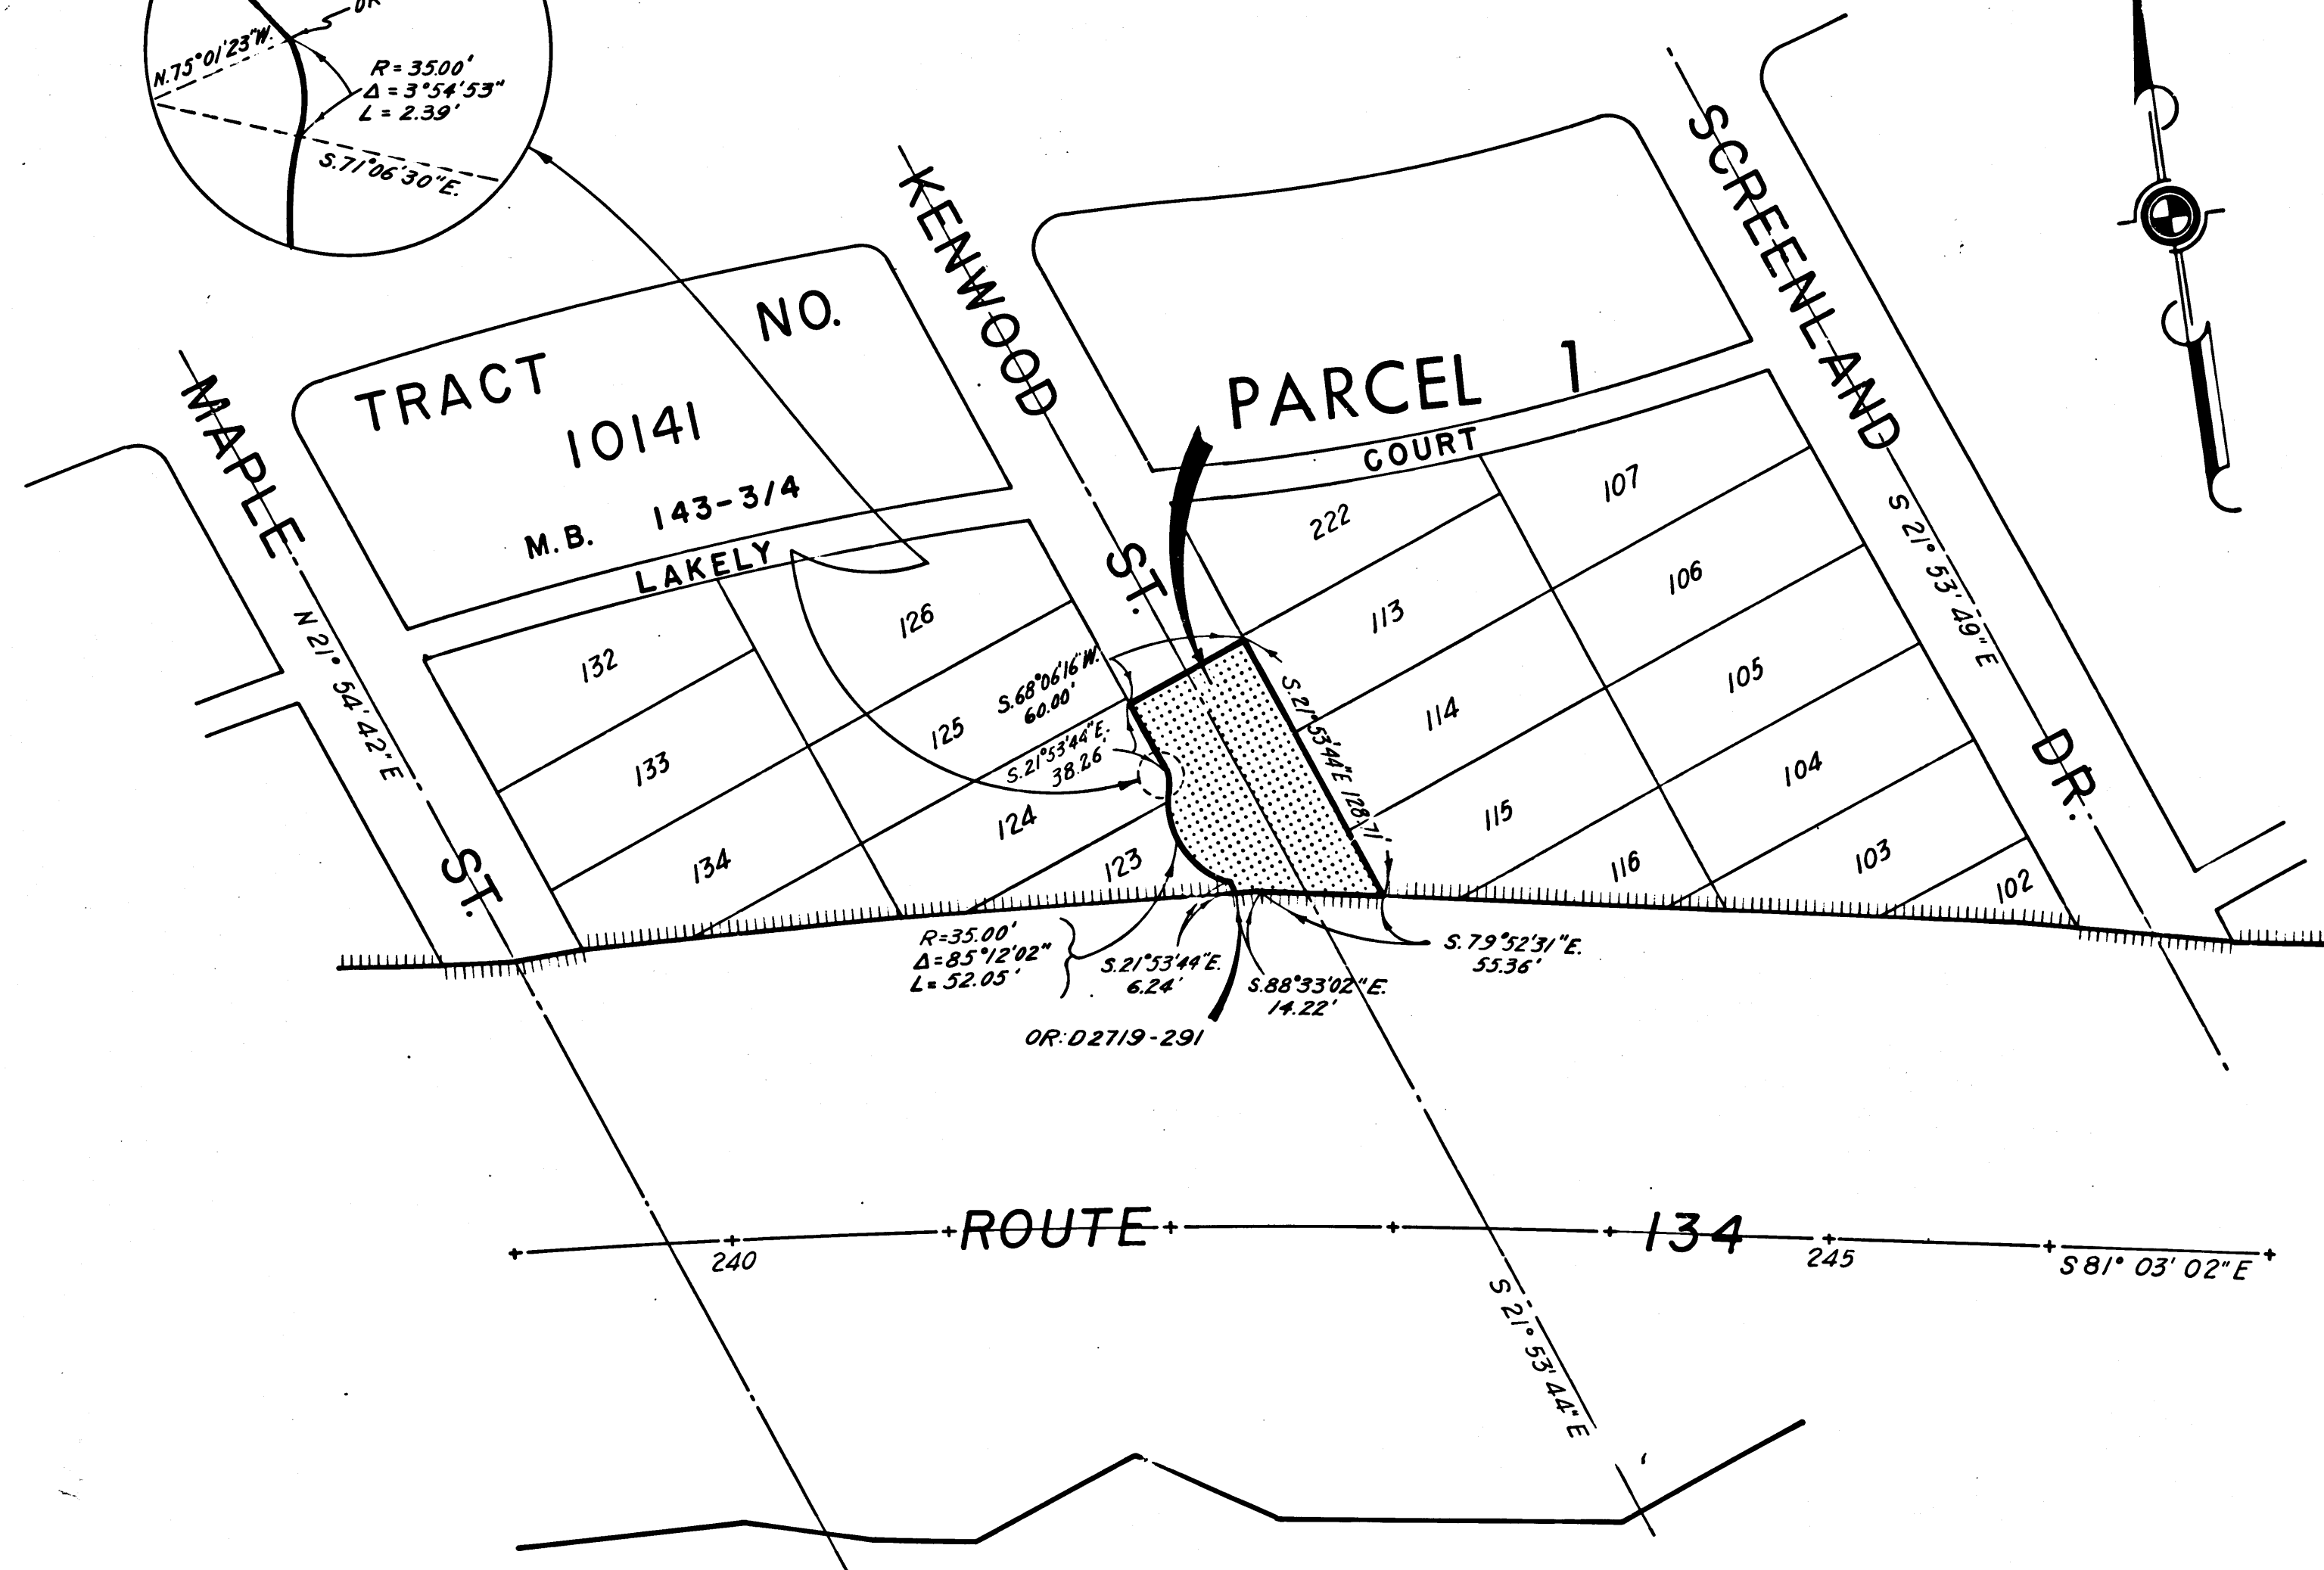 OR
N.75°01'23"W.
R=35.00'
Δ=3°54'53"
L=2.39'
S.71°06'30"E.
KENWOOD ST.
SCREENLAND DR.
MAPLE ST.
TRACT NO.
10141
M.B. 143-3/4
PARCEL 1
LAKELY COURT
N 21° 54' 42" E
S 21° 53' 49" E
222
107
113
106
132
126
125
114
105
133
124
115
104
134
123
116
103
102
S.68°06'16"W.
60.00'
S.21°53'44"E.
38.26'
S.21°53'44"E 128.71'
R=35.00'
Δ=85°12'02"
L=52.05'
S.21°53'44"E.
6.24'
S.88°33'02"E.
14.22'
S.79°52'31"E.
55.36'
OR: D2719-291
ROUTE 134
240
245
S 81° 03' 02" E
S 21° 53' 44" E